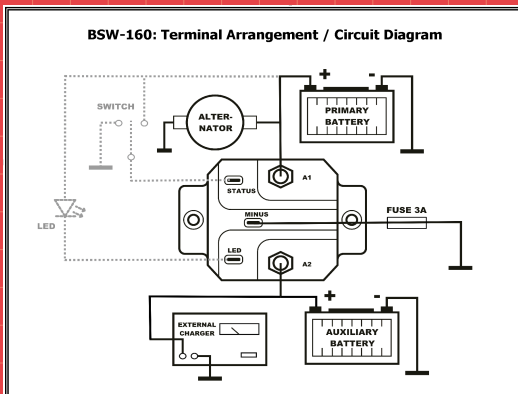 BSW-160: Terminal Arrangement / Circuit Diagram
+ -
SWITCH
ALTER-
NATOR
PRIMARY
BATTERY
A1
STATUS
MINUS
FUSE 3A
LED
LED
A2
+ -
EXTERNAL
CHARGER
AUXILIARY
BATTERY